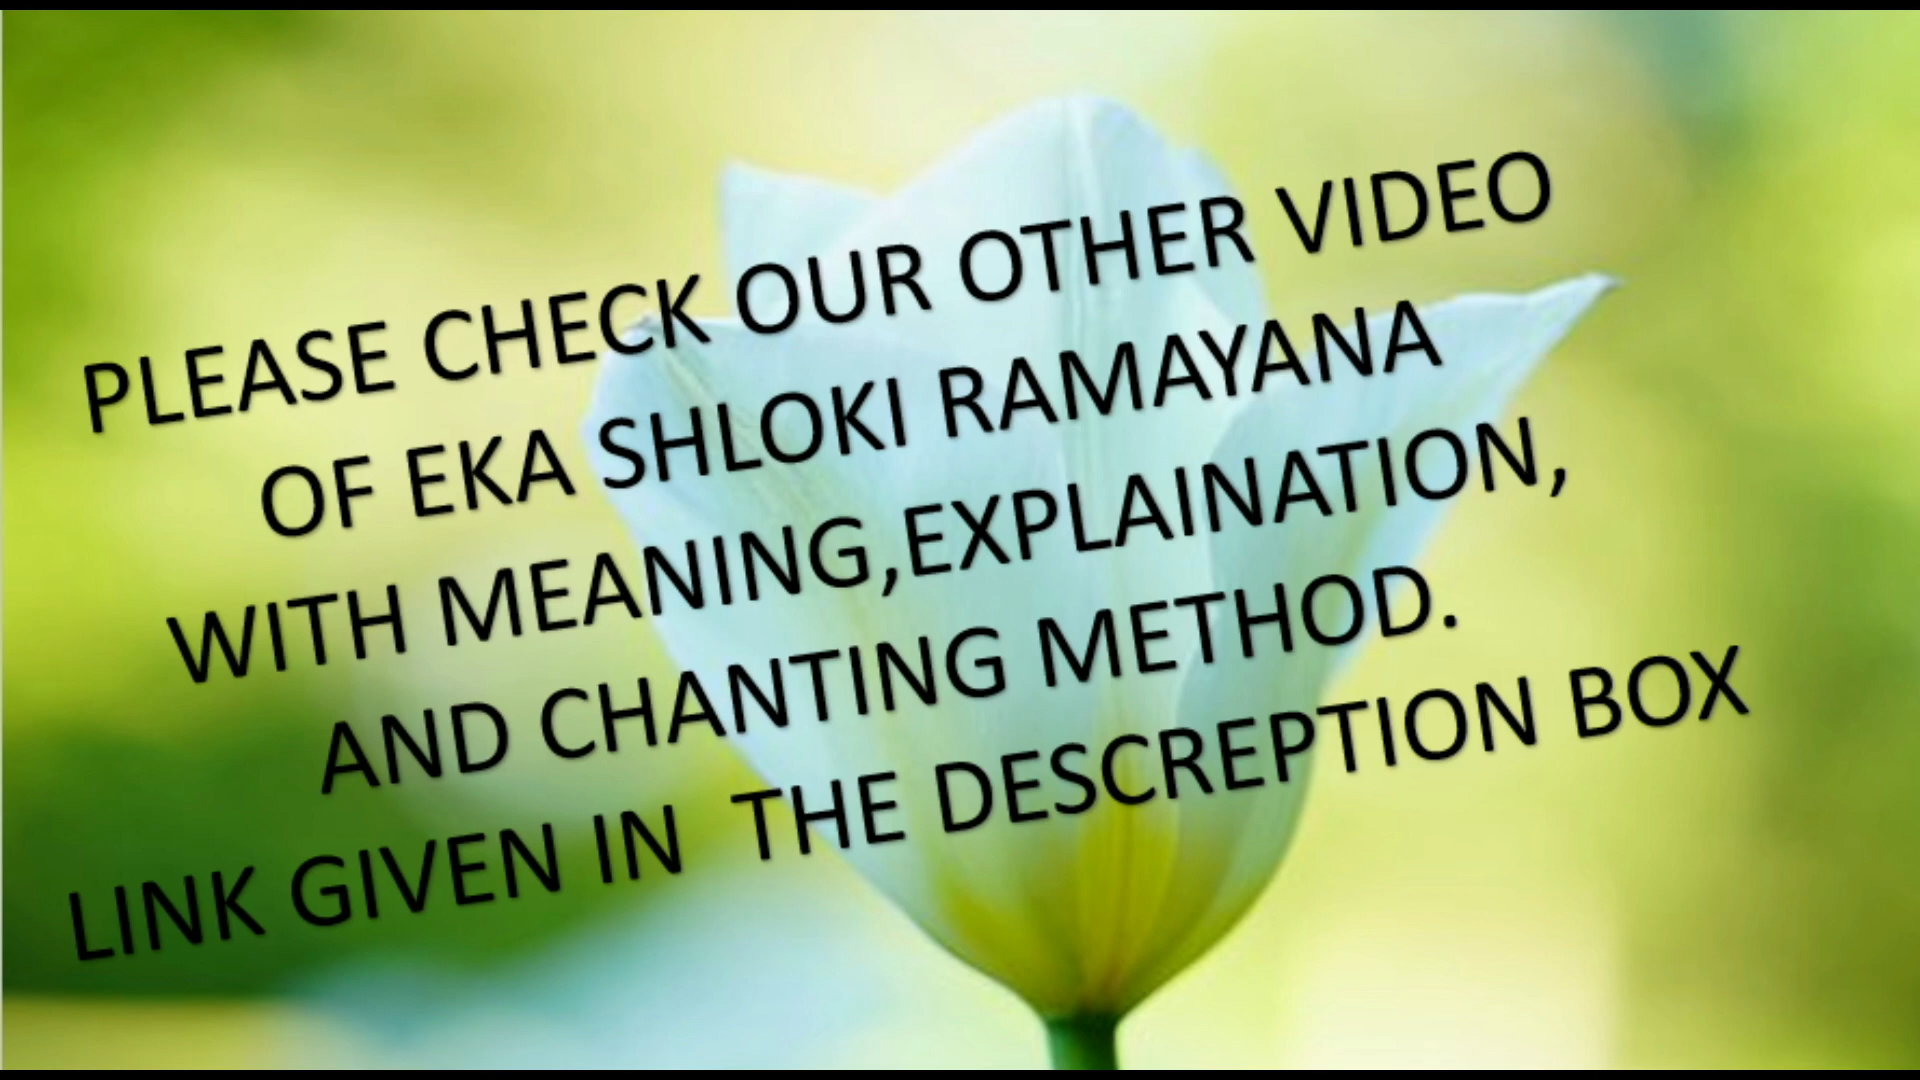 PLEASE CHECK OUR OTHER VIDEO
OF EKA SHLOKI RAMAYANA
WITH MEANING,EXPLAINATION,
AND CHANTING METHOD.
LINK GIVEN IN THE DESCREPTION BOX